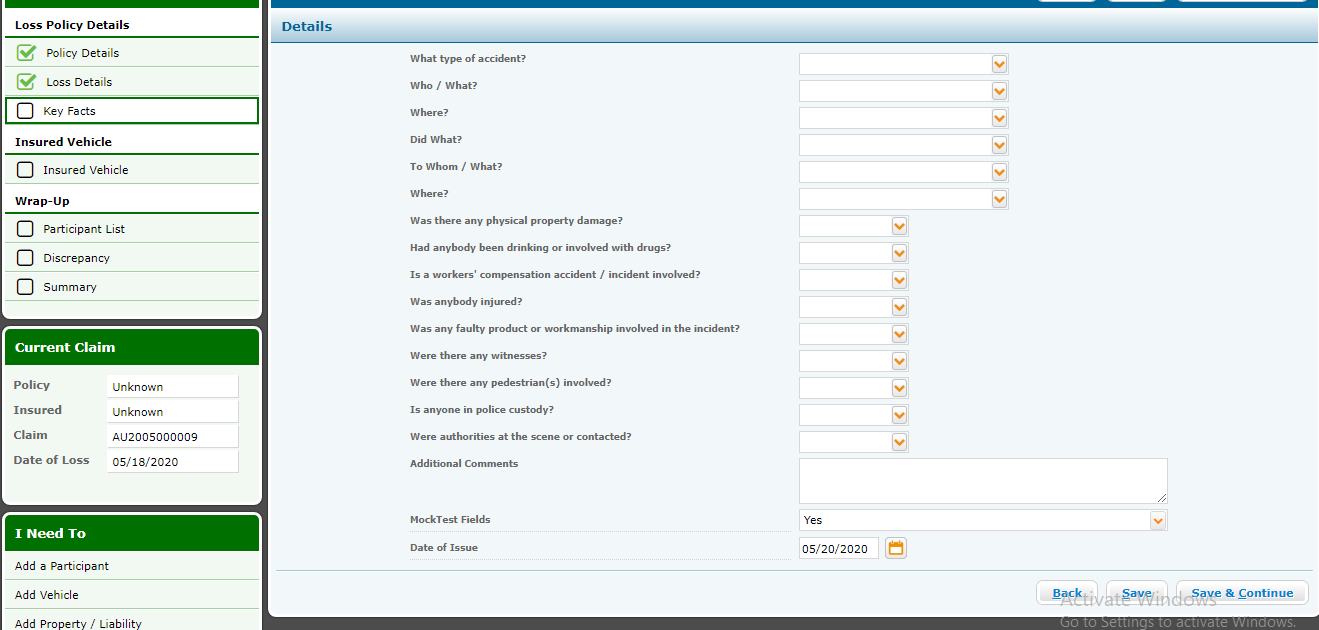 Loss Policy Details
Policy Details
Loss Details
Key Facts
Insured Vehicle
Insured Vehicle
Wrap-Up
Participant List
Discrepancy
Summary
Current Claim
Policy Unknown
Insured Unknown
Claim AU2005000009
Date of Loss 05/18/2020
I Need To
Add a Participant
Add Vehicle
Add Property / Liability
Details
What type of accident?
Who / What?
Where?
Did What?
To Whom / What?
Where?
Was there any physical property damage?
Had anybody been drinking or involved with drugs?
Is a workers' compensation accident / incident involved?
Was anybody injured?
Was any faulty product or workmanship involved in the incident?
Were there any witnesses?
Were there any pedestrian(s) involved?
Is anyone in police custody?
Were authorities at the scene or contacted?
Additional Comments
MockTest Fields Yes
Date of Issue 05/20/2020
Back Save Save & Continue
Activate Windows
Go to Settings to activate Windows.